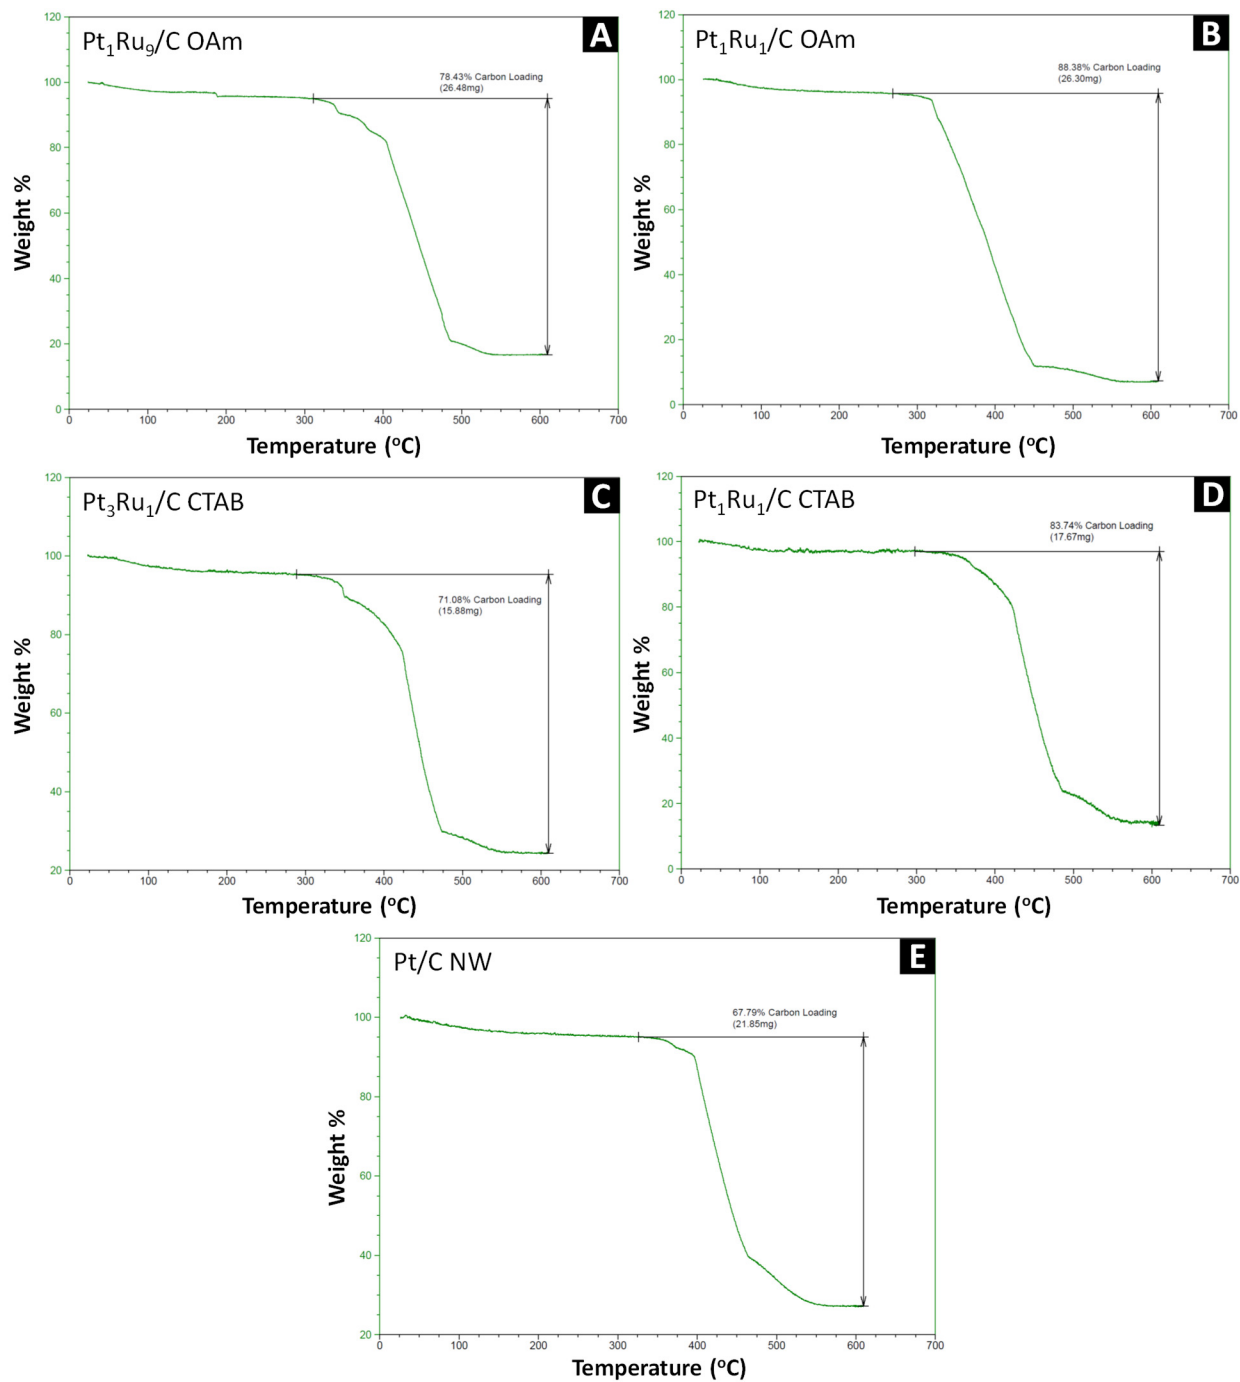 Pt₁Ru₉/C OAm
A
78.43% Carbon Loading
(26.48mg)
120
100
80
60
40
20
0
Weight %
0 100 200 300 400 500 600 700
Temperature (°C)
Pt₁Ru₁/C OAm
B
88.38% Carbon Loading
(26.30mg)
120
100
80
60
40
20
0
Weight %
0 100 200 300 400 500 600 700
Temperature (°C)
Pt₃Ru₁/C CTAB
C
71.08% Carbon Loading
(15.88mg)
120
100
80
60
40
20
Weight %
0 100 200 300 400 500 600 700
Temperature (°C)
Pt₁Ru₁/C CTAB
D
83.74% Carbon Loading
(17.67mg)
120
100
80
60
40
20
0
Weight %
0 100 200 300 400 500 600 700
Temperature (°C)
Pt/C NW
E
67.79% Carbon Loading
(21.85mg)
120
100
80
60
40
20
Weight %
0 100 200 300 400 500 600 700
Temperature (°C)